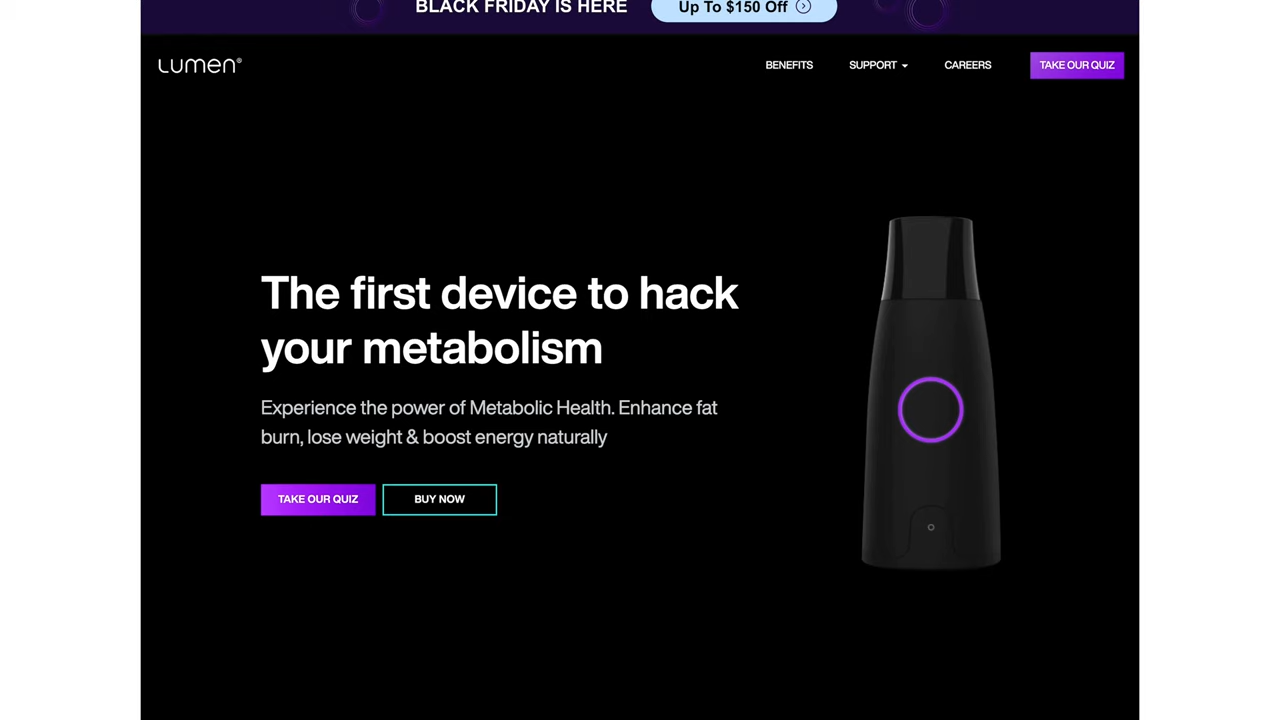 BLACK FRIDAY IS HERE
Up To $150 Off
Lumen®
BENEFITS
SUPPORT
CAREERS
TAKE OUR QUIZ
The first device to hack
your metabolism
Experience the power of Metabolic Health. Enhance fat
burn, lose weight & boost energy naturally
TAKE OUR QUIZ
BUY NOW